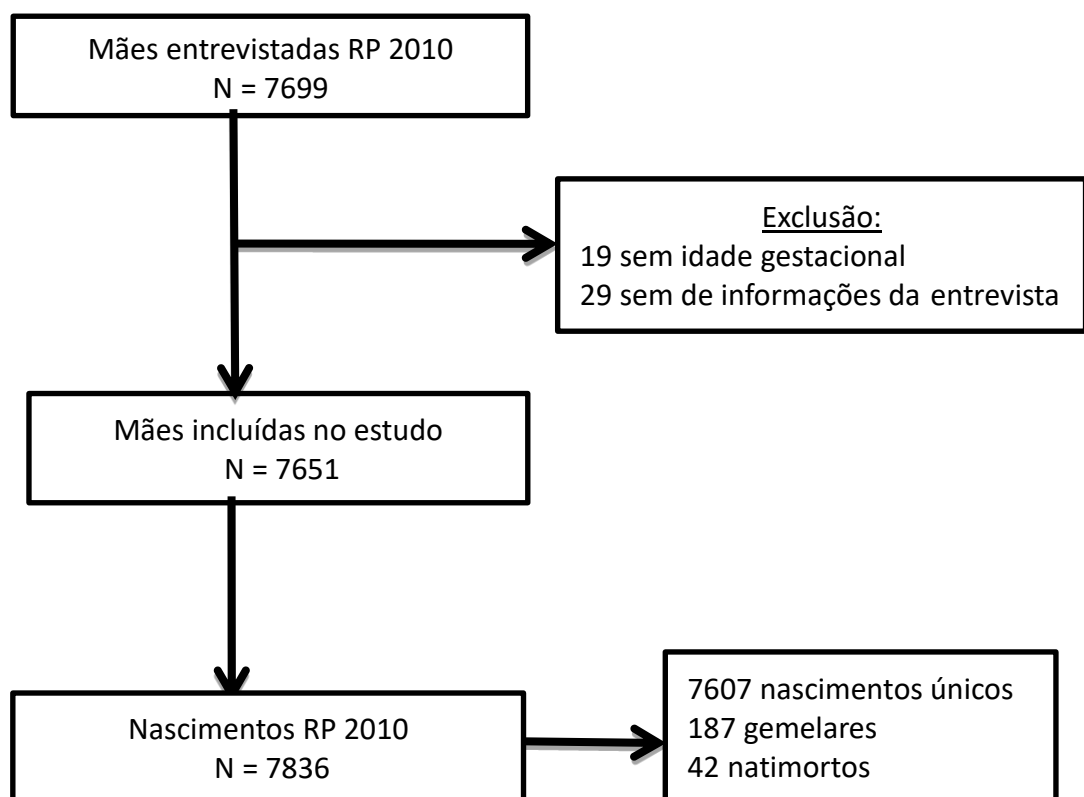 Mães entrevistadas RP 2010
N = 7699
Exclusão:
19 sem idade gestacional
29 sem de informações da entrevista
Mães incluídas no estudo
N = 7651
Nascimentos RP 2010
N = 7836
7607 nascimentos únicos
187 gemelares
42 natimortos